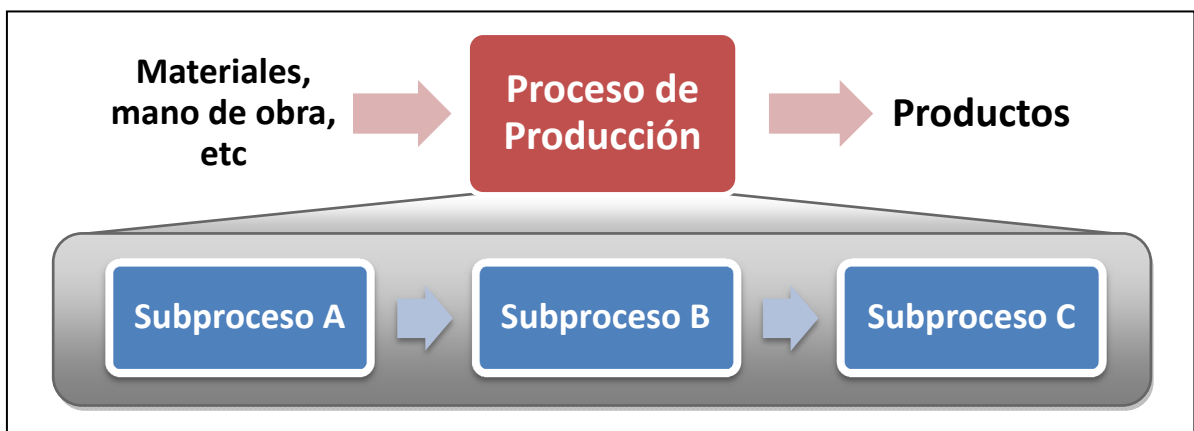 Materiales,
mano de obra,
etc
Proceso de
Producción
Productos
Subproceso A
Subproceso B
Subproceso C